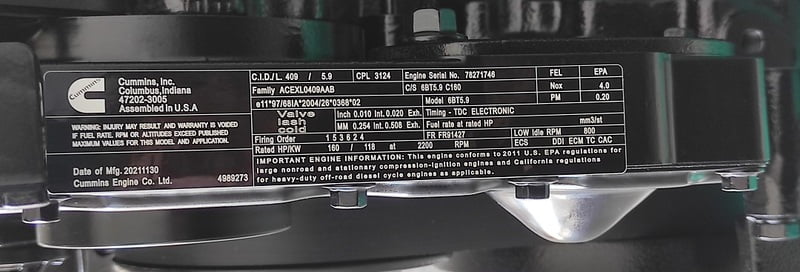 Cummins
Cummins, Inc.
Columbus,Indiana
47202-3005
Assembled in U.S.A
WARNING: INJURY MAY RESULT AND WARRANTY IS VOIDED
IF FUEL RATE. RPM OR ALTITUDES EXCEED PUBLISHED
MAXIMUM VALUES FOR THIS MODEL AND APPLICATION.
Date of Mfg. 20211130
Cummins Engine Co. Ltd. 4989273
C.I.D./L. 409 / 5.9 CPL 3124 Engine Serial No. 78271746 FEL EPA
Family ACEXL0409AAB C/S 6BT5.9 C160 Nox 4.0
e11*97/68IA*2004/26*0368*02 Model 6BT5.9 PM 0.20
Valve lash cold Inch 0.010 Int.0.020 Exh. Timing - TDC ELECTRONIC
MM 0.254 Int.0.508 Exh. Fuel rate at rated HP mm3/st
Firing Order 1 5 3 6 2 4 FR FR91427 LOW Idle RPM 800
Rated HP/KW 160 / 118 at 2200 RPM ECS DDI ECM TC CAC
IMPORTANT ENGINE INFORMATION: This engine conforms to 2011 U.S. EPA regulations for
large nonroad and stationary compression-ignition engines and California regulations
for heavy-duty off-road diesel cycle engines as applicable.